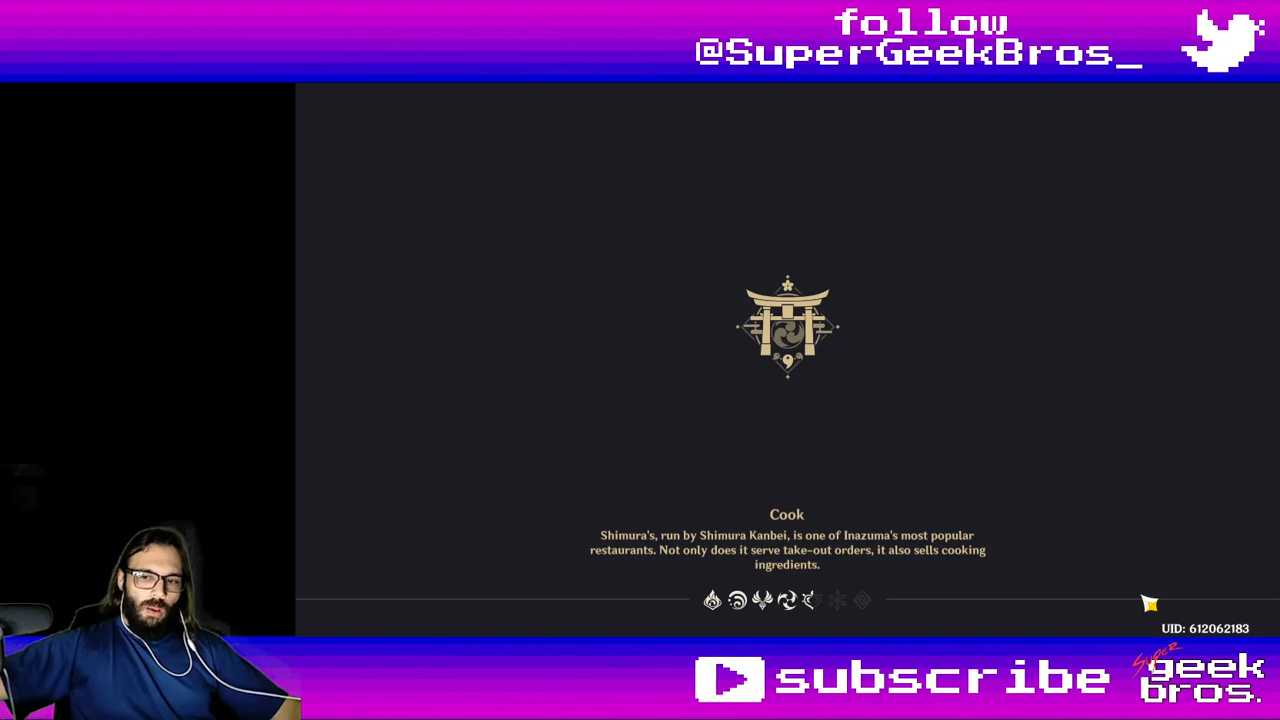 follow
@SuperGeekBros_
Cook
Shimura's, run by Shimura Kanbei, is one of Inazuma's most popular
restaurants. Not only does it serve take-out orders, it also sells cooking
ingredients.
UID: 612062183
subscribe
SUPER
geek
bros.